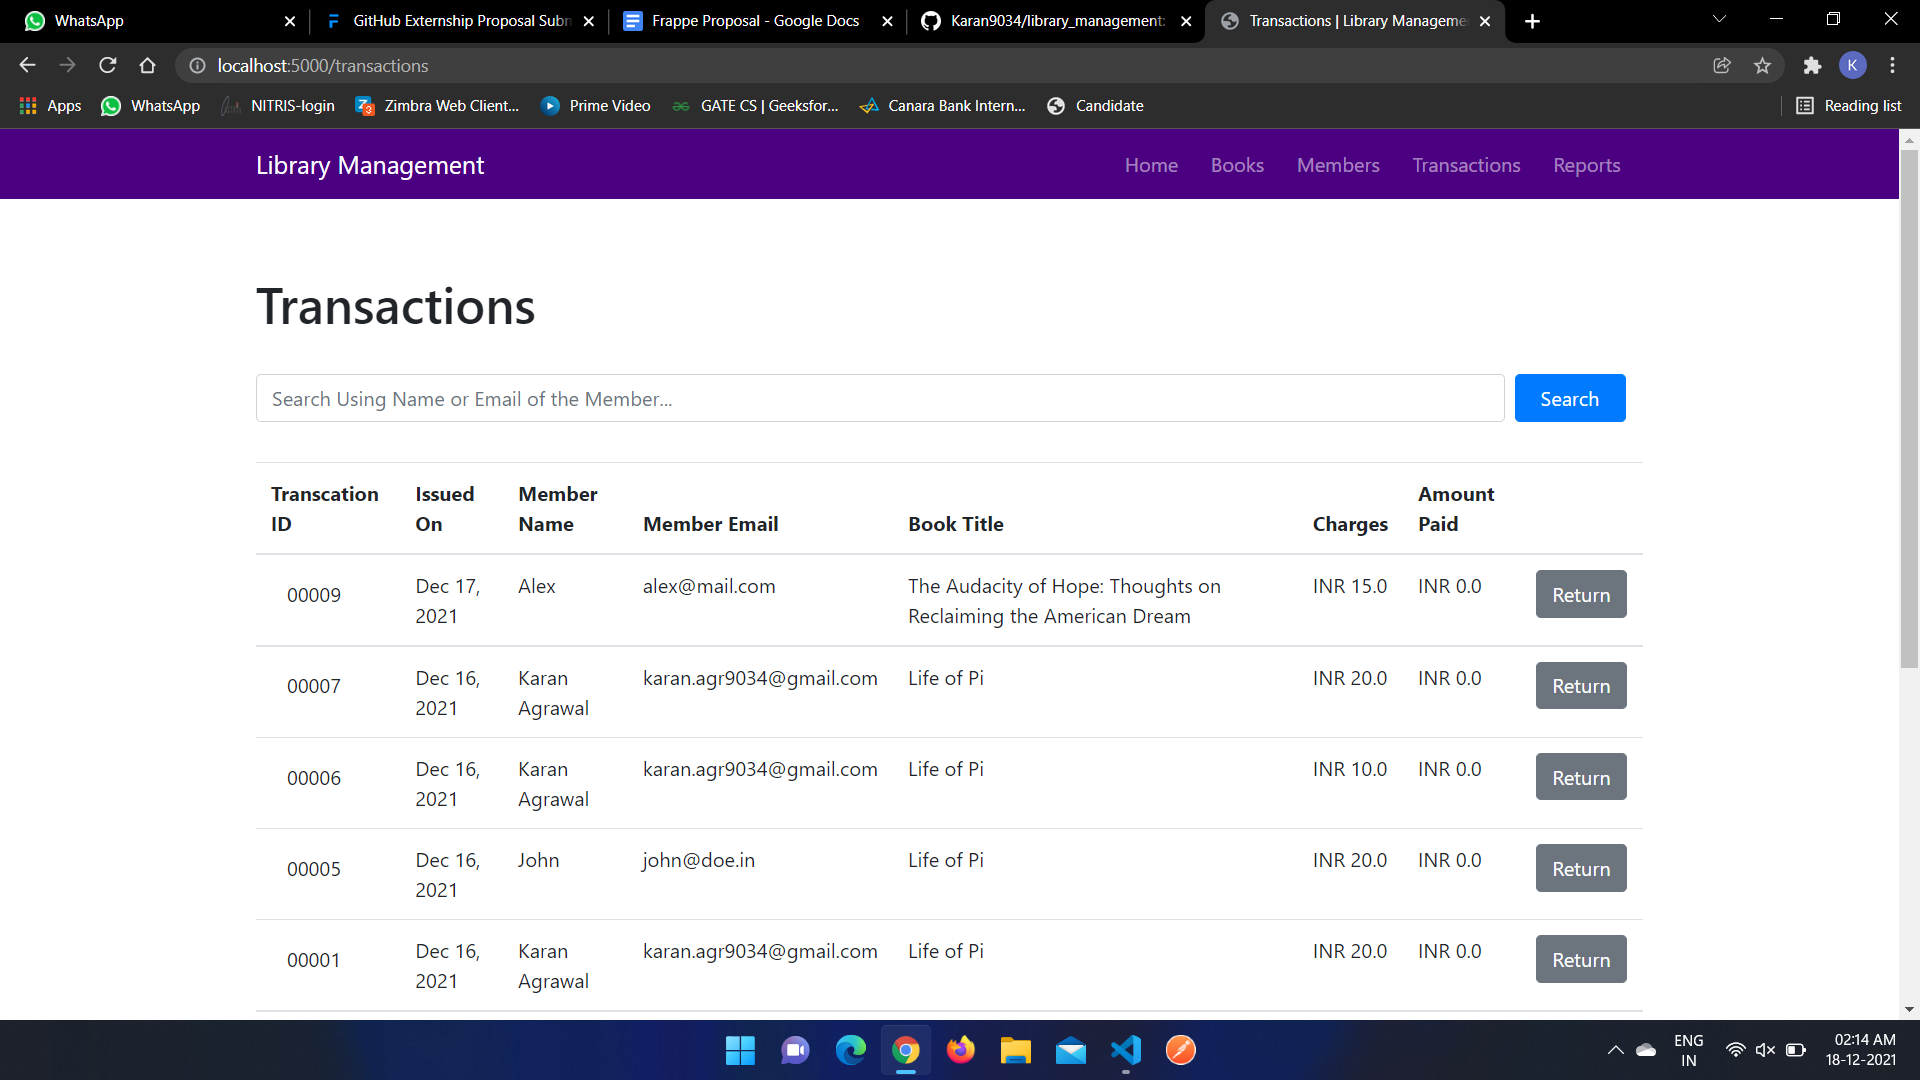 WhatsApp
GitHub Externship Proposal Subm
Frappe Proposal - Google Docs
Karan9034/library_management:
Transactions | Library Manageme
localhost:5000/transactions
K
Apps
WhatsApp
NITRIS-login
Zimbra Web Client...
Prime Video
GATE CS | Geeksfor...
Canara Bank Intern...
Candidate
Reading list
Library Management
Home
Books
Members
Transactions
Reports
Transactions
Search Using Name or Email of the Member...
Search
Transcation ID
Issued On
Member Name
Member Email
Book Title
Charges
Amount Paid
00009
Dec 17, 2021
Alex
alex@mail.com
The Audacity of Hope: Thoughts on
Reclaiming the American Dream
INR 15.0
INR 0.0
Return
00007
Dec 16, 2021
Karan Agrawal
karan.agr9034@gmail.com
Life of Pi
INR 20.0
INR 0.0
Return
00006
Dec 16, 2021
Karan Agrawal
karan.agr9034@gmail.com
Life of Pi
INR 10.0
INR 0.0
Return
00005
Dec 16, 2021
John
john@doe.in
Life of Pi
INR 20.0
INR 0.0
Return
00001
Dec 16, 2021
Karan Agrawal
karan.agr9034@gmail.com
Life of Pi
INR 20.0
INR 0.0
Return
ENG
IN
02:14 AM
18-12-2021